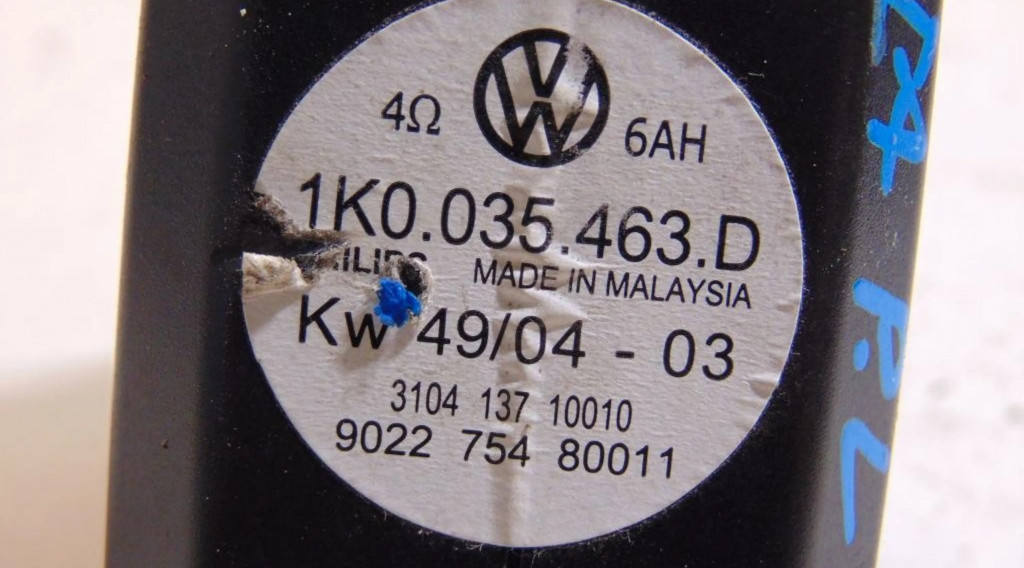 4Ω 6AH
1K0.035.463.D
MADE IN MALAYSIA
Kw 49/04 - 03
3104 137 10010
9022 754 80011
P.L